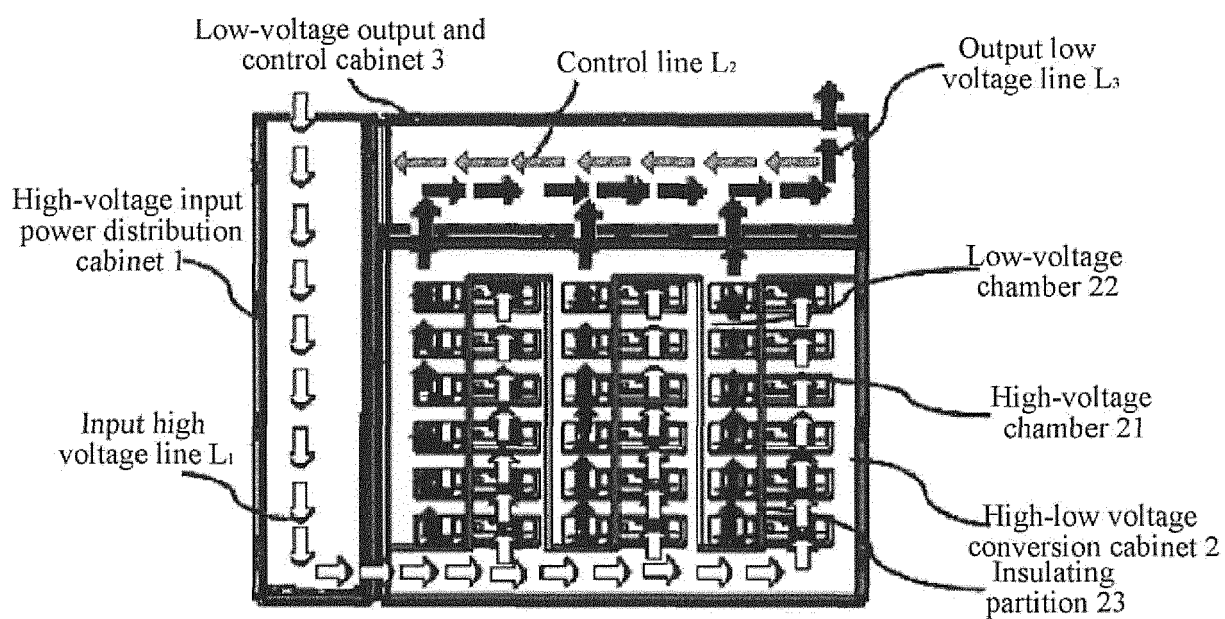 Low-voltage output and
control cabinet 3
Control line L₂
Output low
voltage line L₃
High-voltage input
power distribution
cabinet 1
Low-voltage
chamber 22
High-voltage
chamber 21
Input high
voltage line L₁
High-low voltage
conversion cabinet 2
Insulating
partition 23